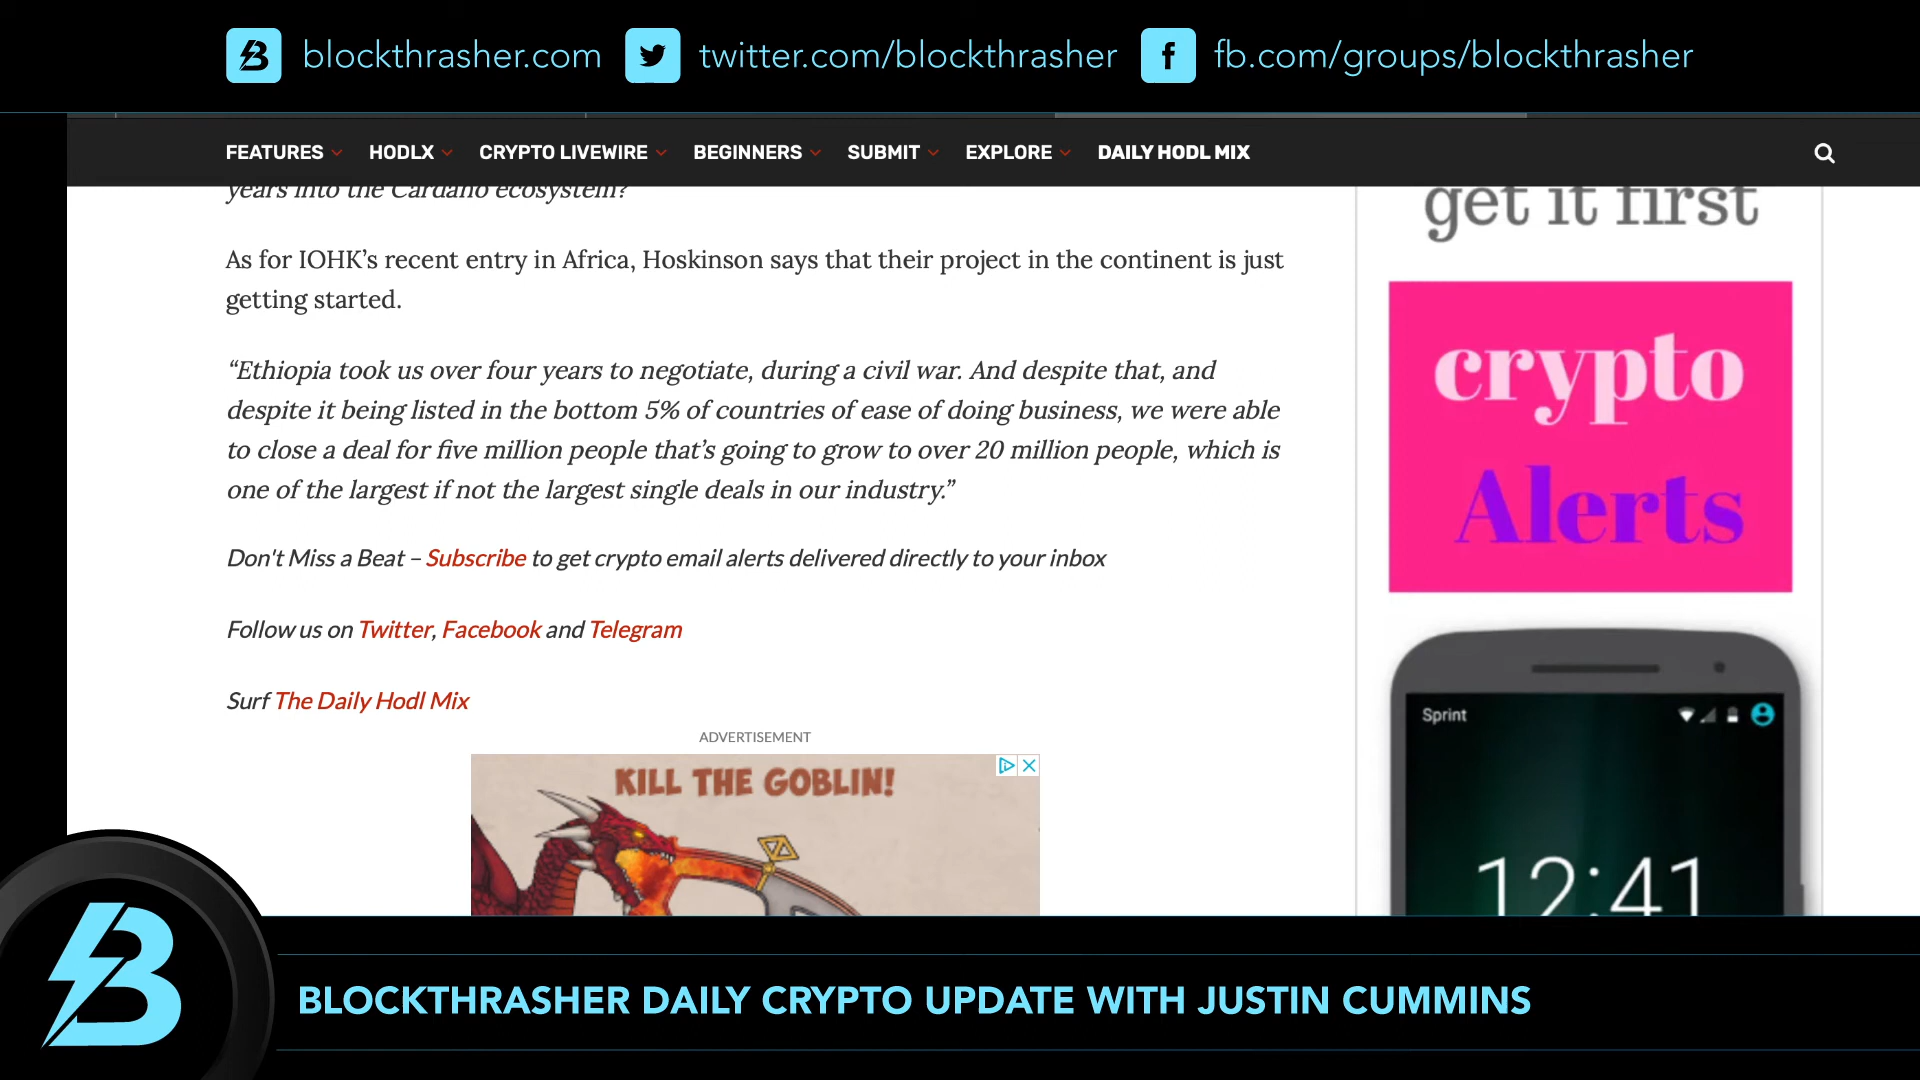 blockthrasher.com twitter.com/blockthrasher fb.com/groups/blockthrasher
FEATURES HODLX CRYPTO LIVEWIRE BEGINNERS SUBMIT EXPLORE DAILY HODL MIX
years into the Cardano ecosystem?
As for IOHK’s recent entry in Africa, Hoskinson says that their project in the continent is just
getting started.
“Ethiopia took us over four years to negotiate, during a civil war. And despite that, and
despite it being listed in the bottom 5% of countries of ease of doing business, we were able
to close a deal for five million people that’s going to grow to over 20 million people, which is
one of the largest if not the largest single deals in our industry.”
Don't Miss a Beat – Subscribe to get crypto email alerts delivered directly to your inbox
Follow us on Twitter, Facebook and Telegram
Surf The Daily Hodl Mix
ADVERTISEMENT
KILL THE GOBLIN!
get it first
crypto
Alerts
Sprint
12:41
BLOCKTHRASHER DAILY CRYPTO UPDATE WITH JUSTIN CUMMINS